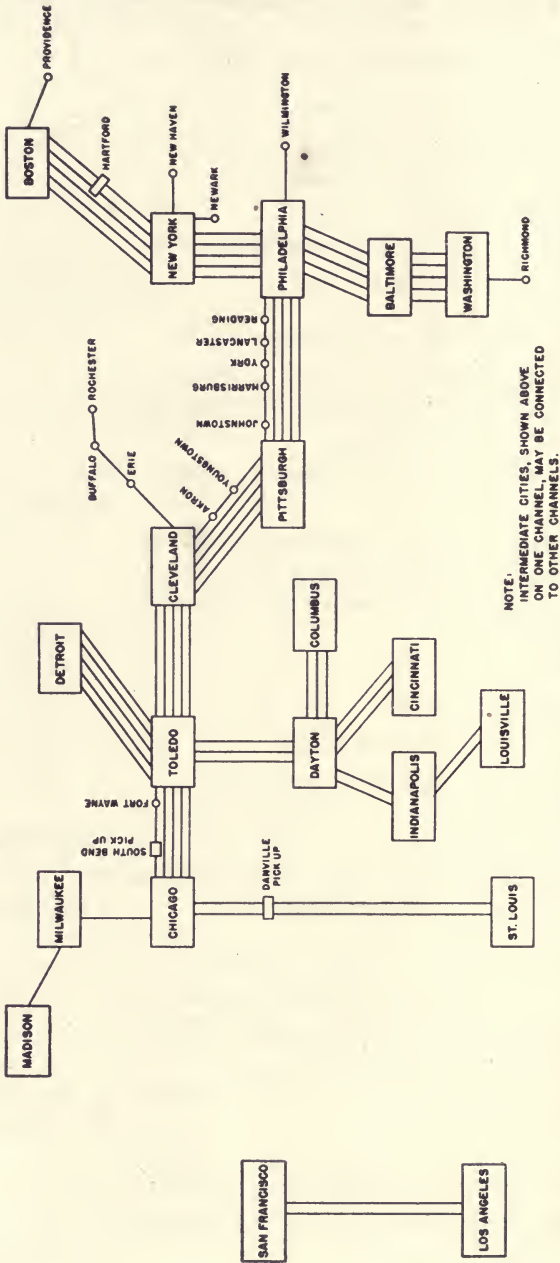 MADISON
MILWAUKEE
CHICAGO
SOUTH BEND
PICK UP
FORT WAYNE
DANVILLE
PICK UP
ST. LOUIS
SAN FRANCISCO
LOS ANGELES
DETROIT
TOLEDO
DAYTON
COLUMBUS
CINCINNATI
INDIANAPOLIS
LOUISVILLE
CLEVELAND
ERIE
BUFFALO
ROCHESTER
AKRON
YOUNGSTOWN
PITTSBURGH
JOHNSTOWN
HARRISBURG
YORK
LANCASTER
READING
BOSTON
PROVIDENCE
HARTFORD
NEW YORK
NEW HAVEN
NEWARK
PHILADELPHIA
WILMINGTON
BALTIMORE
WASHINGTON
RICHMOND
NOTE:
INTERMEDIATE CITIES, SHOWN ABOVE
ON ONE CHANNEL, MAY BE CONNECTED
TO OTHER CHANNELS.